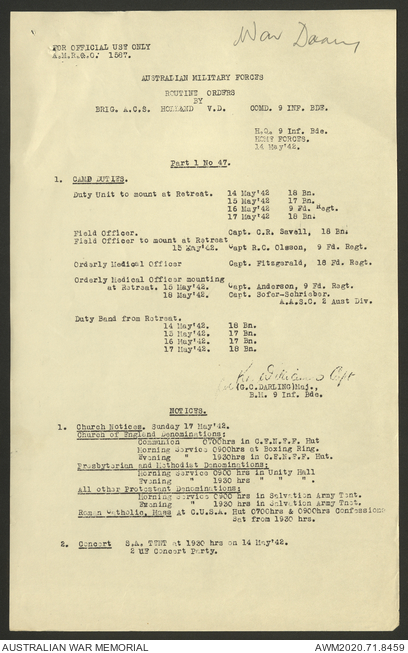 FOR OFFICIAL USE ONLY
A.M.R.&.O. 1587.
War Diary
AUSTRALIAN MILITARY FORCES
ROUTINE ORDERS
BY
BRIG. A.C.S. HOLLAND V.D. COMD. 9 INF. BDE.
H.Q. 9 Inf. Bde.
HOME FORCES.
14 May'42.
Part 1 No 47.
1. CAMP DUTIES.
Duty Unit to mount at Retreat. 14 May'42 18 Bn.
15 May'42 17 Bn.
16 May'42 9 Fd. Regt.
17 May'42 18 Bn.
Field Officer. Capt. C.R. Savell, 18 Bn.
Field Officer to mount at Retreat
15 May'42. Capt R.C. Olsson, 9 Fd. Regt.
Orderly Medical Officer Capt. Fitzgerald, 18 Fd. Regt.
Orderly Medical Officer mounting
at Retreat. 15 May'42. Capt. Anderson, 9 Fd. Regt.
18 May'42. Capt. Sofer-Schrieber.
A.A.S.C. 2 Aust Div.
Duty Band from Retreat.
14 May'42. 18 Bn.
15 May'42. 17 Bn.
16 May'42. 17 Bn.
17 May'42. 18 Bn.
Capt
(G.C.DARLING)Maj.,
B.M. 9 Inf. Bde.
NOTICES.
1. Church Notices. Sunday 17 May'42.
Church of England Denominations:
Communion 0700hrs in C.E.N.E.F. Hut
Morning Service 0900hrs at Boxing Ring.
Evening " 1930hrs in C.E.N.E.F. Hut.
Presbyterian and Methodist Denominations:
Morning Service 0900 hrs in Unity Hall
Evening " 1930 hrs " " " .
All other Protestant Denominations:
Morning Service 0900 hrs in Salvation Army Tent.
Evening " 1930 hrs in Salvation Army Tent.
Roman Catholic, Mass at C.U.S.A. Hut 0700hrs & 0900hrs Confessions
Sat from 1930 hrs.
2. Concert S.A. TENT at 1930 hrs on 14 May'42.
Concert Party.
AUSTRALIAN WAR MEMORIAL
AWM2020.71.8459